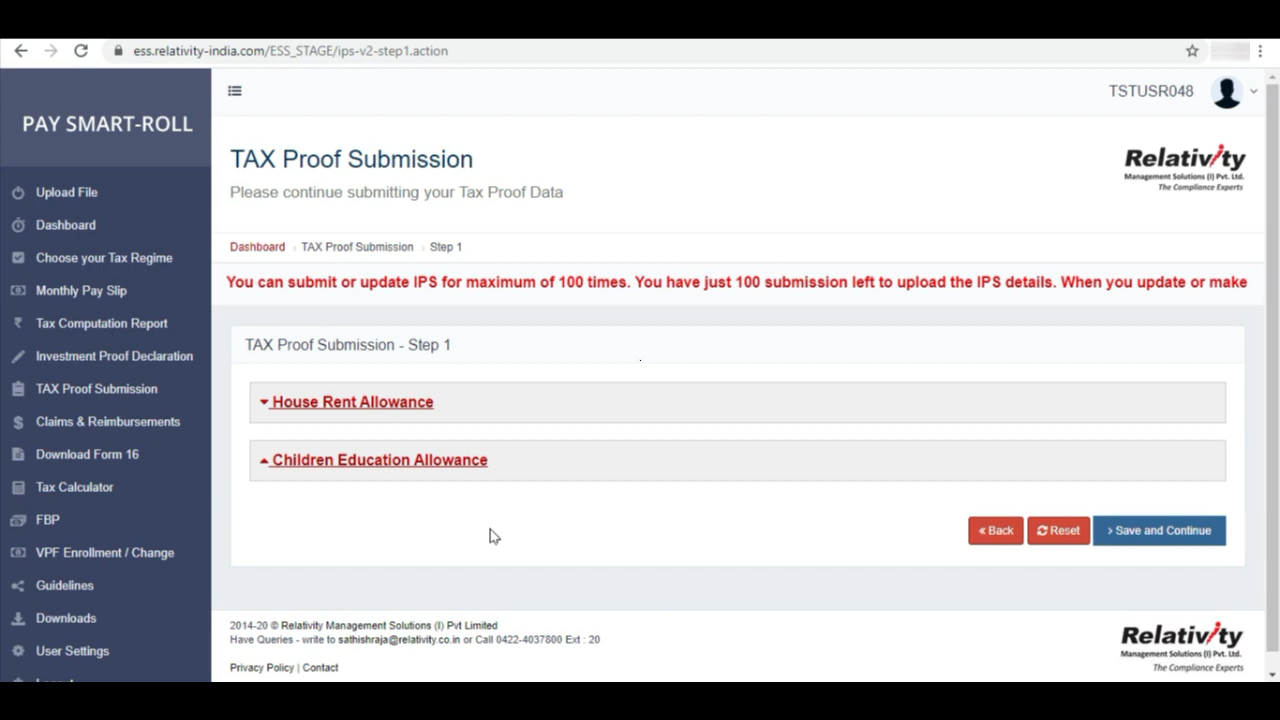 ess.relativity-india.com/ESS_STAGE/ips-v2-step1.action
PAY SMART-ROLL
Upload File
Dashboard
Choose your Tax Regime
Monthly Pay Slip
Tax Computation Report
Investment Proof Declaration
TAX Proof Submission
Claims & Reimbursements
Download Form 16
Tax Calculator
FBP
VPF Enrollment / Change
Guidelines
Downloads
User Settings
TSTUSR048
TAX Proof Submission
Please continue submitting your Tax Proof Data
Relativity
Management Solutions (I) Pvt. Ltd.
The Compliance Experts
Dashboard › TAX Proof Submission › Step 1
You can submit or update IPS for maximum of 100 times. You have just 100 submission left to upload the IPS details. When you update or make
TAX Proof Submission - Step 1
House Rent Allowance
Children Education Allowance
« Back
Reset
› Save and Continue
2014-20 © Relativity Management Solutions (I) Pvt Limited
Have Queries - write to sathishraja@relativity.co.in or Call 0422-4037800 Ext : 20
Privacy Policy | Contact
Relativity
Management Solutions (I) Pvt. Ltd.
The Compliance Experts